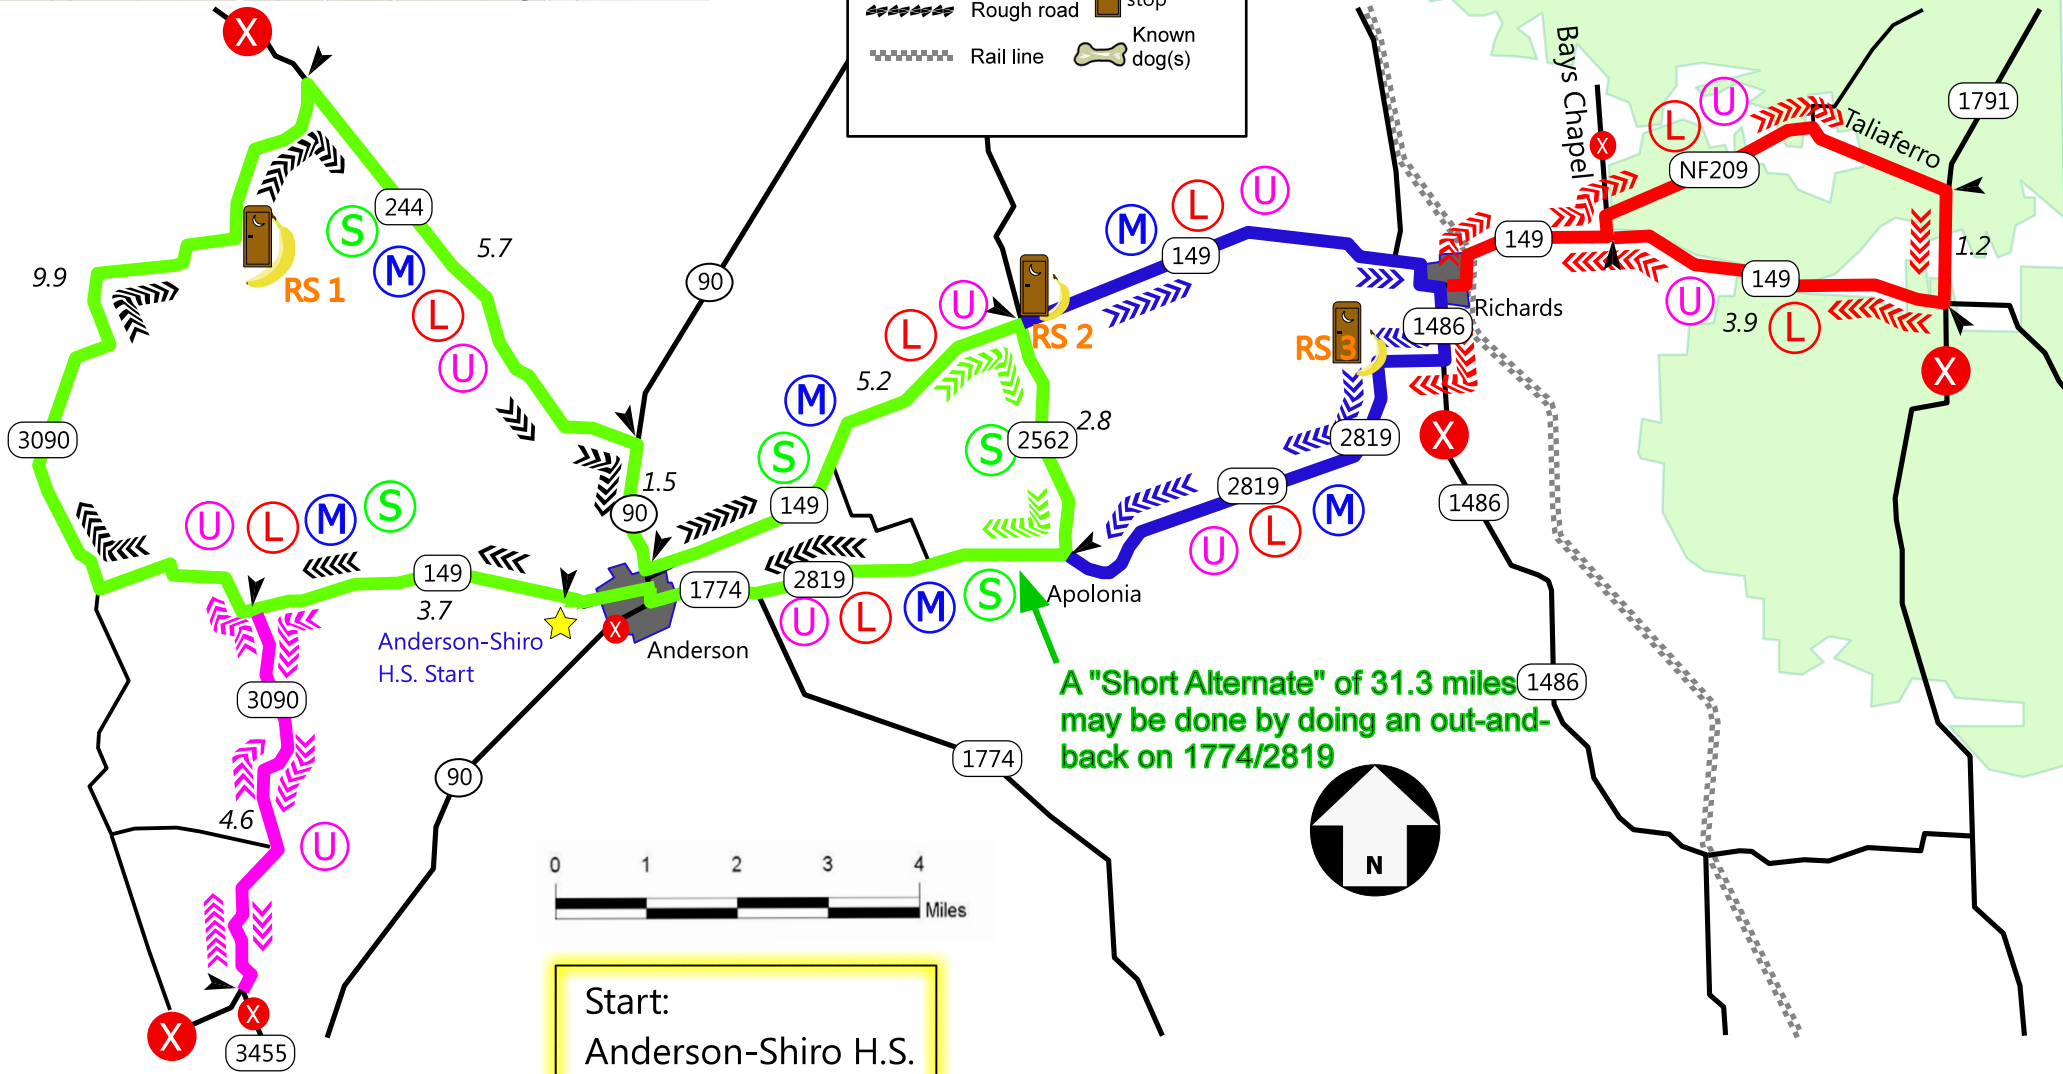 X
Rough road
stop
Rail line
Known
dog(s)
Bays Chapel
1791
U
L
X
Taliaferro
NF209
244
S
M
5.7
9.9
RS 1
L
U
90
M
L
U
149
149
1.2
149
U
3.9
L
Richards
1486
X
U
L
RS 2
RS 3
5.2
M
S
2.8
S
2562
2819
X
3090
1.5
90
149
2819
M
L
U
1486
U
L
M
S
149
3.7
1774
2819
U
L
M
S
Apolonia
X
Anderson
Anderson-Shiro
H.S. Start
A "Short Alternate" of 31.3 miles
may be done by doing an out-and-
back on 1774/2819
1486
3090
90
1774
4.6
U
N
0 1 2 3 4
Miles
X
X
3455
Start:
Anderson-Shiro H.S.